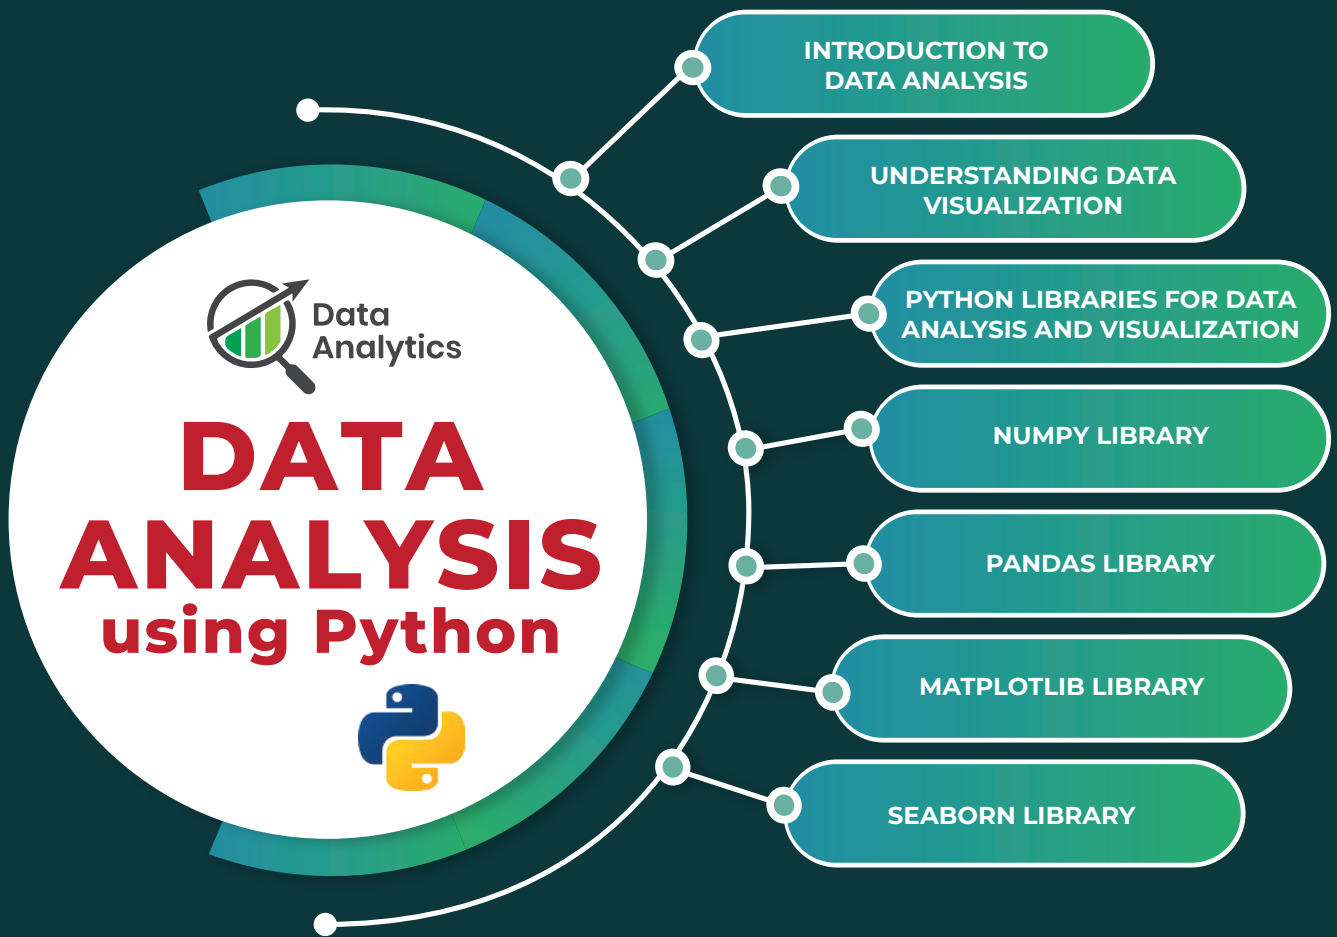 Data
Analytics
DATA
ANALYSIS
using Python
INTRODUCTION TO
DATA ANALYSIS
UNDERSTANDING DATA
VISUALIZATION
PYTHON LIBRARIES FOR DATA
ANALYSIS AND VISUALIZATION
NUMPY LIBRARY
PANDAS LIBRARY
MATPLOTLIB LIBRARY
SEABORN LIBRARY